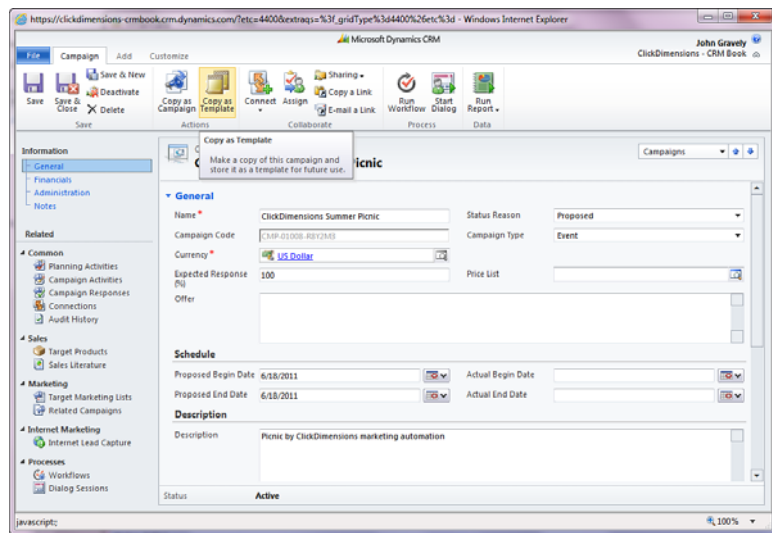 https://clickdimensions-crmbook.crm.dynamics.com/?etc=4400&extraqs=%3f_gridType%3d4400%26etc%3d - Windows Internet Explorer
Microsoft Dynamics CRM
John Gravely
ClickDimensions - CRM Book
File Campaign Add Customize
Save
Save & Close
Save & New
Deactivate
Delete
Copy as Campaign
Copy as Template
Connect
Assign
Sharing
Copy a Link
E-mail a Link
Run Workflow
Start Dialog
Run Report
Save Actions Collaborate Process Data
Copy as Template
Make a copy of this campaign and
store it as a template for future use.
Picnic
Campaigns
Information
General
Financials
Administration
Notes
Related
Common
Planning Activities
Campaign Activities
Campaign Responses
Connections
Audit History
Sales
Target Products
Sales Literature
Marketing
Target Marketing Lists
Related Campaigns
Internet Marketing
Internet Lead Capture
Processes
Workflows
Dialog Sessions
General
Name * ClickDimensions Summer Picnic Status Reason Proposed
Campaign Code CMP-01008-R8Y2M3 Campaign Type Event
Currency * US Dollar
Expected Response (%) 100 Price List
Offer
Schedule
Proposed Begin Date 6/18/2011 Actual Begin Date
Proposed End Date 6/18/2011 Actual End Date
Description
Description Picnic by ClickDimensions marketing automation
Status Active
javascript:; 100%